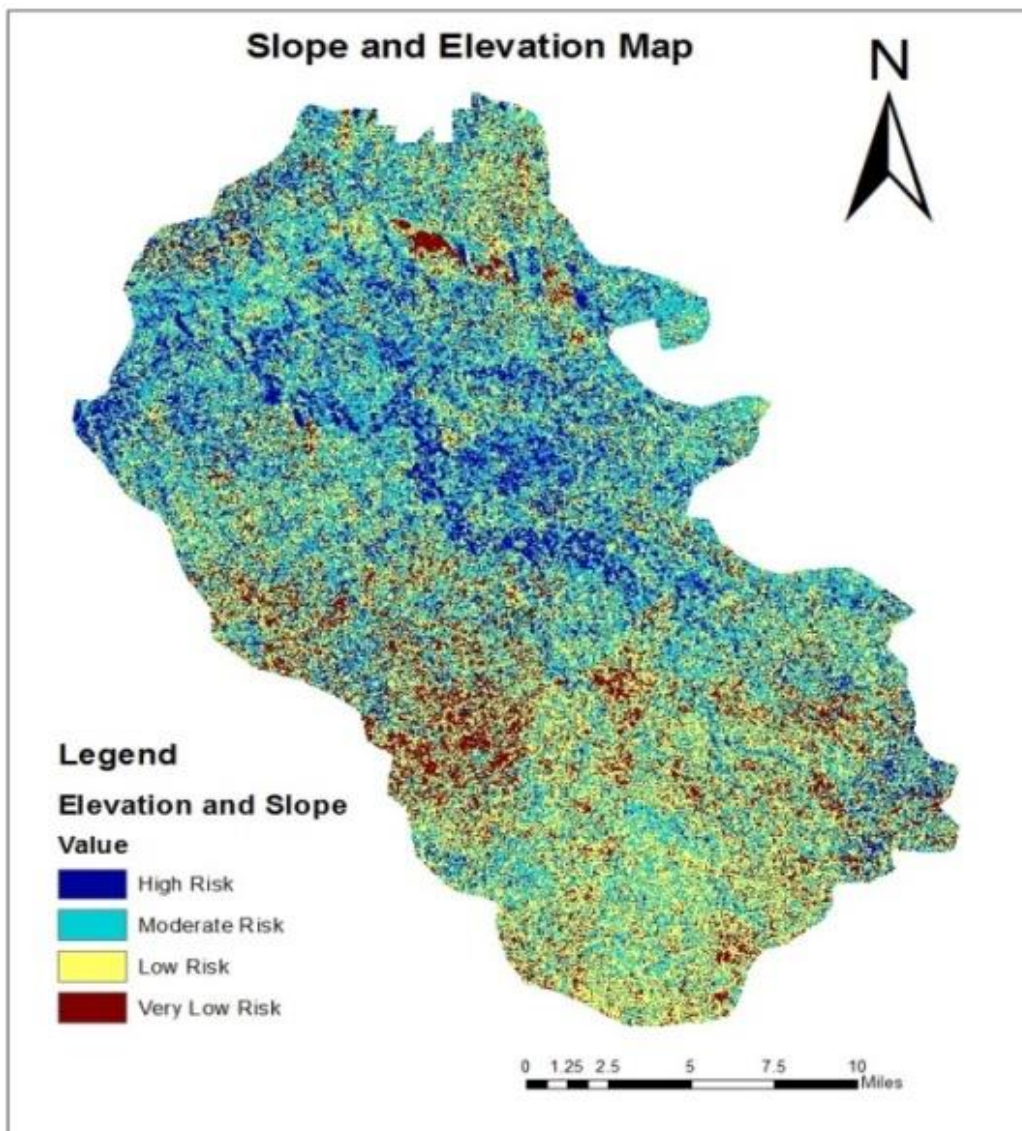 Slope and Elevation Map
N
Legend
Elevation and Slope
Value
High Risk
Moderate Risk
Low Risk
Very Low Risk
0 1.25 2.5 5 7.5 10
Miles